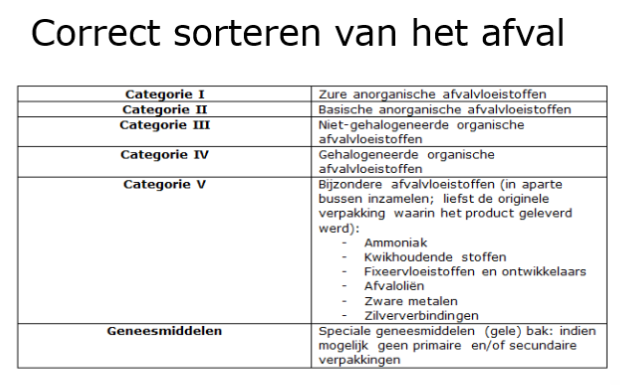 Correct sorteren van het afval
Categorie I Zure anorganische afvalvloeistoffen
Categorie II Basische anorganische afvalvloeistoffen
Categorie III Niet-gehalogeneerde organische
afvalvloeistoffen
Categorie IV Gehalogeneerde organische
afvalvloeistoffen
Categorie V Bijzondere afvalvloeistoffen (in aparte
bussen inzamelen; liefst de originele
verpakking waarin het product geleverd
werd):
- Ammoniak
- Kwikhoudende stoffen
- Fixeervloeistoffen en ontwikkelaars
- Afvaloliën
- Zware metalen
- Zilververbindingen
Geneesmiddelen Speciale geneesmiddelen (gele) bak: indien
mogelijk geen primaire en/of secundaire
verpakkingen